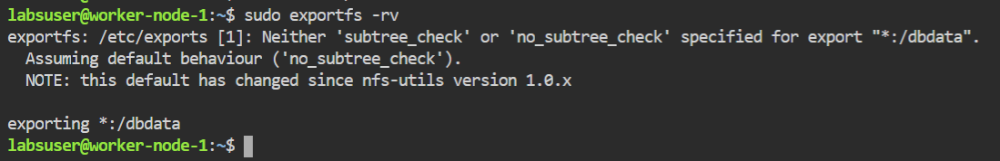 labsuser@worker-node-1:~$ sudo exportfs -rv
exportfs: /etc/exports [1]: Neither 'subtree_check' or 'no_subtree_check' specified for export "*:/dbdata".
  Assuming default behaviour ('no_subtree_check').
  NOTE: this default has changed since nfs-utils version 1.0.x

exporting *:/dbdata
labsuser@worker-node-1:~$